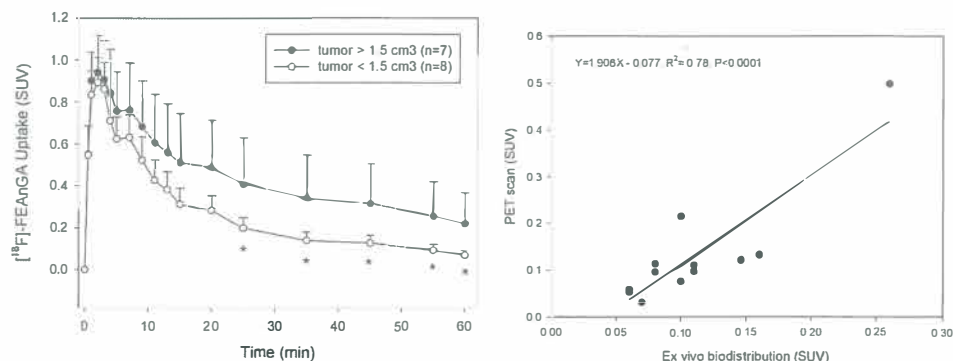 1.2
1.0
0.8
0.6
0.4
0.2
0.0
[18F]-FEAnGA Uptake (SUV)
tumor > 1.5 cm3 (n=7)
tumor < 1.5 cm3 (n=8)
* * * * *
0 10 20 30 40 50 60
Time (min)
0.6
0.5
0.4
0.3
0.2
0.1
0.0
PET scan (SUV)
Y=1 906X - 0.077 R²= 0 78 P<0 0001
0 00 0 05 0.10 0 15 0.20 0.25 0 30
Ex vivo biodistribution (SUV)